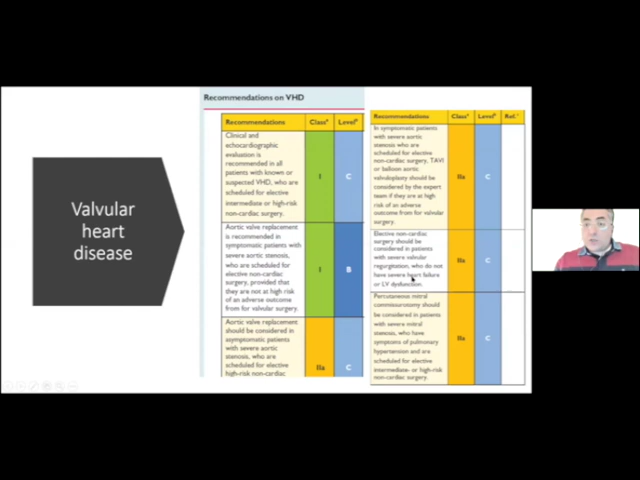 Valvular
heart
disease
Recommendations on VHD
Recommendations Classᵃ Levelᵇ
Clinical and
echocardiographic
evaluation is
recommended in all
patients with known or
suspected VHD, who are
scheduled for elective
intermediate or high-risk
non-cardiac surgery.
I C
Aortic valve replacement
is recommended in
symptomatic patients with
severe aortic stenosis,
who are scheduled for
elective non-cardiac
surgery, provided that
they are not at high risk
of an adverse outcome
from valvular surgery.
I B
Aortic valve replacement
should be considered in
asymptomatic patients
with severe aortic
stenosis, who are
scheduled for elective
high-risk non-cardiac
IIa C
Recommendations Classᵃ Levelᵇ Ref.ᶜ
In symptomatic patients
with severe aortic
stenosis who are
scheduled for elective
non-cardiac surgery, TAVI
or balloon aortic
valvuloplasty should be
considered by the expert
team if they are at high
risk of an adverse
outcome from for valvular
surgery.
IIa C
Elective non-cardiac
surgery should be
considered in patients
with severe valvular
regurgitation, who do not
have severe heart failure
or LV dysfunction.
IIa C
Percutaneous mitral
commissurotomy should
be considered in patients
with severe mitral
stenosis, who have
symptoms of pulmonary
hypertension and are
scheduled for elective
intermediate- or high-risk
non-cardiac surgery.
IIa C